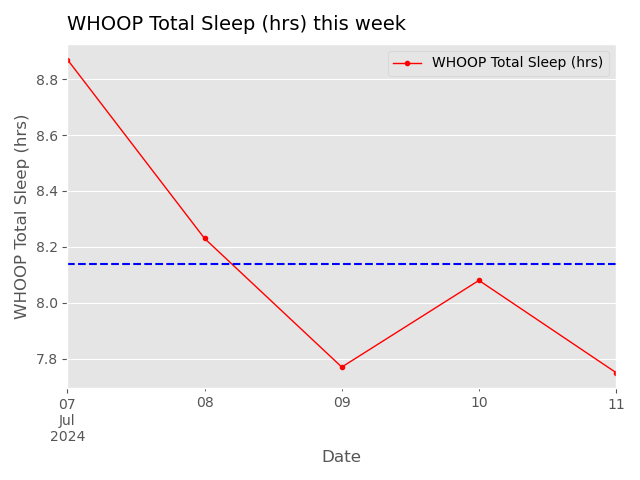 WHOOP Total Sleep (hrs) this week
WHOOP Total Sleep (hrs)
WHOOP Total Sleep (hrs)
8.8
8.6
8.4
8.2
8.0
7.8
07 08 09 10 11
Jul
2024
Date